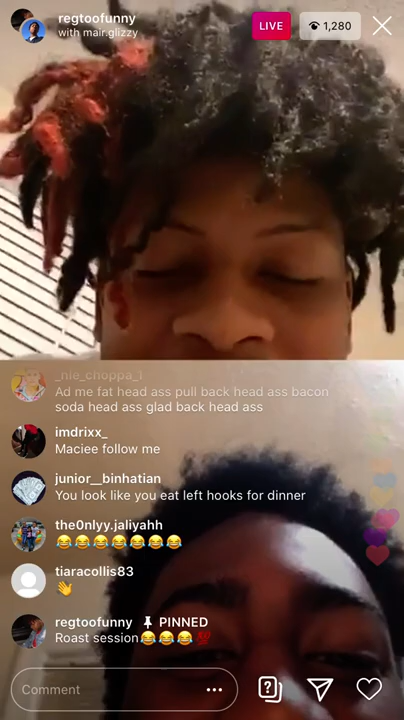 regtoofunny
with mair.glizzy
LIVE
1,280
_nle_choppa_1
Ad me fat head ass pull back head ass bacon
soda head ass glad back head ass
imdrixx_
Maciee follow me
junior__binhatian
You look like you eat left hooks for dinner
the0nlyy.jaliyahh
😂😂😂😂😂😂😂
tiaracollis83
👋
regtoofunny 📌 PINNED
Roast session😂😂😂💯
Comment